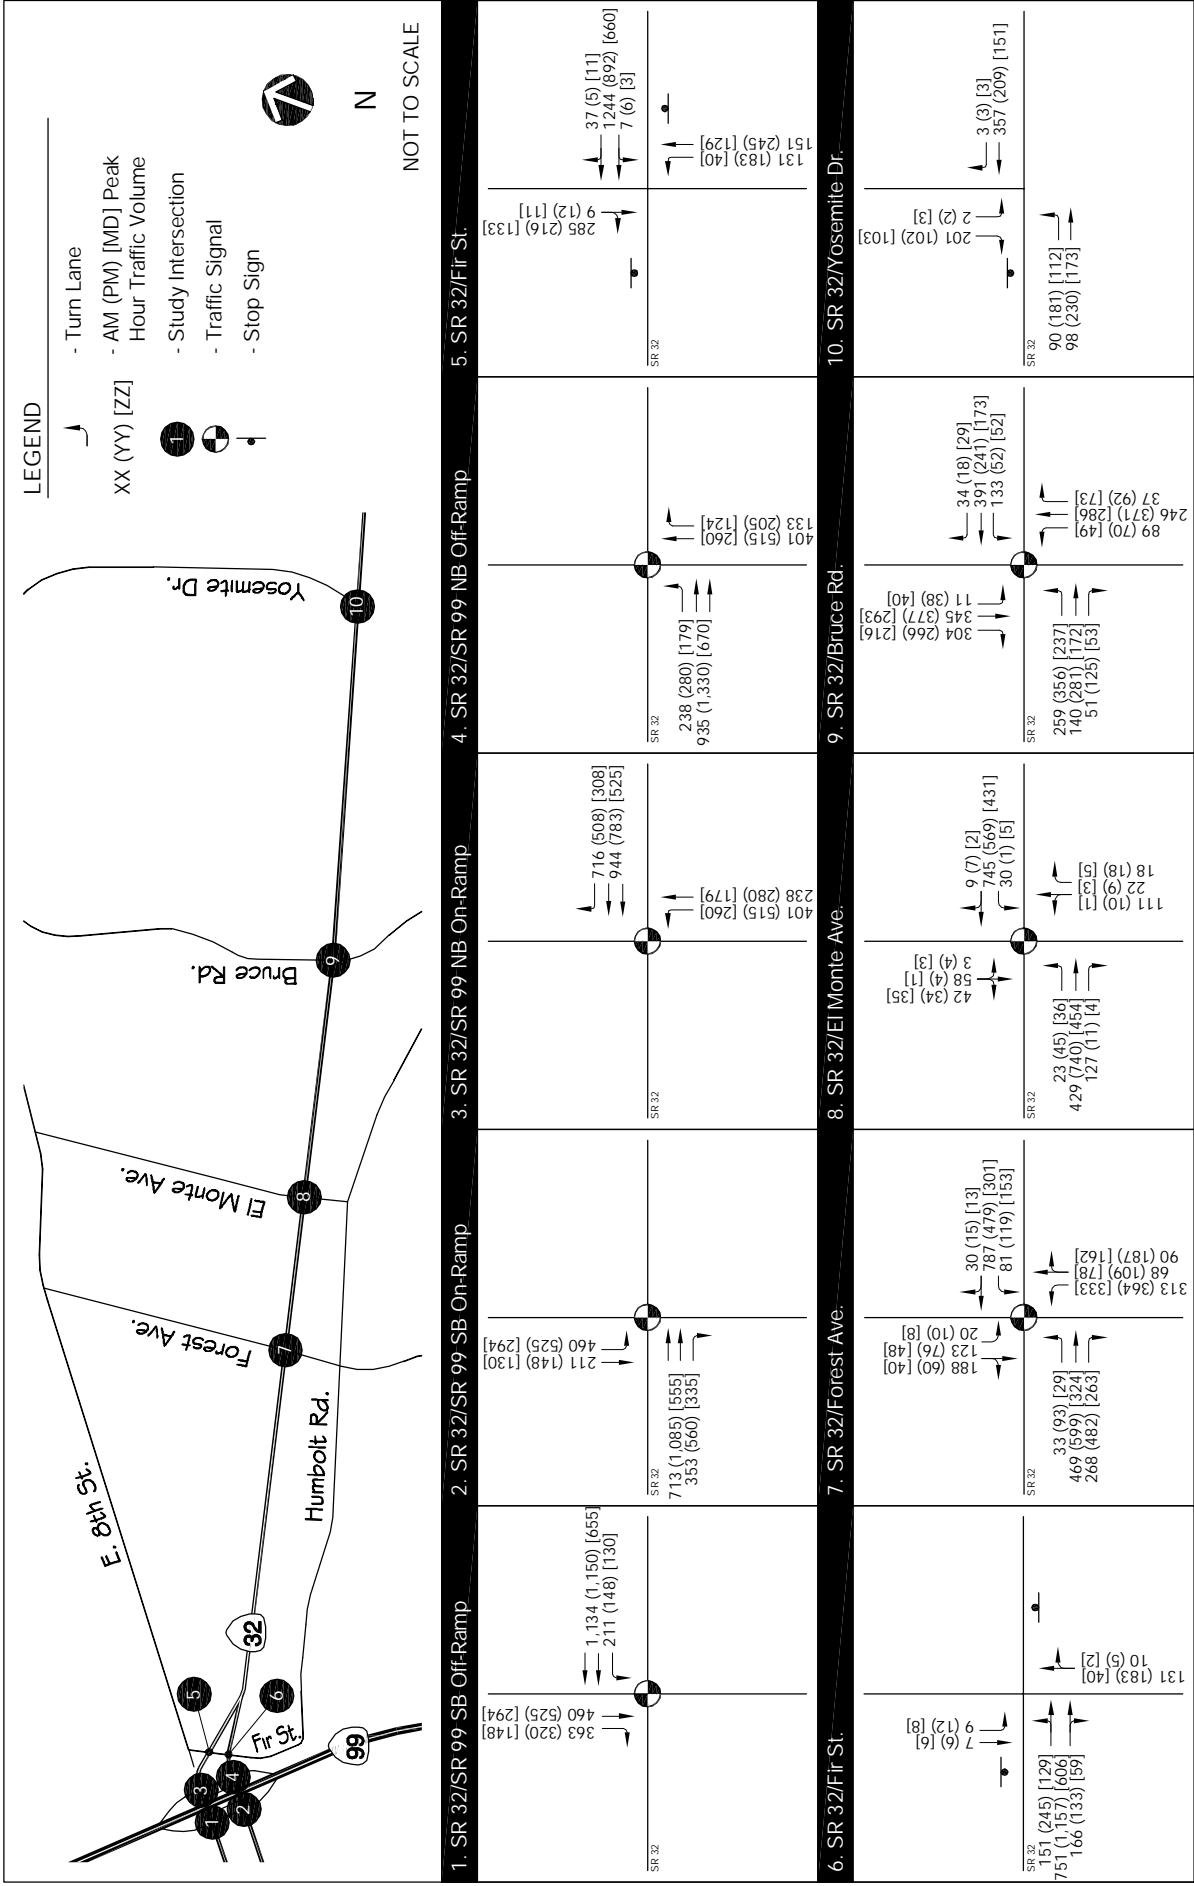 LEGEND
- Turn Lane
XX (YY) [ZZ] - AM (PM) [MD] Peak
Hour Traffic Volume
1 - Study Intersection
- Traffic Signal
- Stop Sign
N
NOT TO SCALE
E. 8th St.
Forest Ave.
El Monte Ave.
Bruce Rd.
Yosemite Dr.
Humbolt Rd.
Fir St.
32
99
1
2
3
4
5
6
7
8
9
10
1. SR 32/SR 99 SB Off-Ramp
363 (320) [148]
460 (525) [294]
1,134 (1,150) [655]
211 (148) [130]
SR 32
2. SR 32/SR 99 SB On-Ramp
211 (148) [130]
460 (525) [294]
713 (1,085) [555]
353 (560) [335]
SR 32
3. SR 32/SR 99 NB On-Ramp
716 (508) [308]
944 (783) [525]
401 (515) [260]
238 (280) [179]
SR 32
4. SR 32/SR 99 NB Off-Ramp
238 (280) [179]
935 (1,330) [670]
401 (515) [260]
133 (205) [124]
SR 32
5. SR 32/Fir St.
285 (216) [133]
9 (12) [11]
37 (5) [11]
1244 (892) [660]
7 (6) [3]
131 (183) [40]
151 (245) [129]
SR 32
6. SR 32/Fir St.
7 (6) [6]
9 (12) [8]
151 (245) [129]
751 (1,157) [606]
166 (133) [59]
131 (183) [40]
10 (5) [2]
SR 32
7. SR 32/Forest Ave.
188 (60) [40]
123 (76) [48]
20 (10) [8]
30 (15) [13]
787 (479) [301]
81 (119) [153]
33 (93) [29]
469 (599) [324]
268 (482) [263]
313 (364) [333]
68 (109) [78]
90 (187) [162]
SR 32
8. SR 32/El Monte Ave.
42 (34) [35]
58 (4) [1]
3 (4) [3]
9 (7) [2]
745 (569) [431]
30 (1) [5]
23 (45) [36]
429 (740) [454]
127 (11) [4]
111 (10) [1]
22 (9) [3]
18 (18) [5]
SR 32
9. SR 32/Bruce Rd.
304 (266) [216]
345 (377) [293]
11 (38) [40]
34 (18) [29]
391 (241) [173]
133 (52) [52]
259 (356) [237]
140 (281) [172]
51 (125) [53]
89 (70) [49]
246 (371) [286]
37 (92) [73]
SR 32
10. SR 32/Yosemite Dr.
201 (102) [103]
2 (2) [3]
3 (3) [3]
357 (209) [151]
90 (181) [112]
98 (230) [173]
SR 32